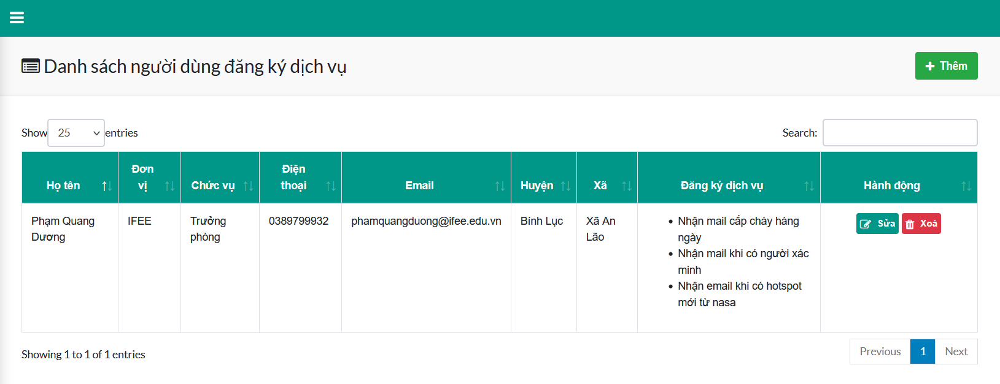 Danh sách người dùng đăng ký dịch vụ
Thêm
Show 25 entries
Search:
Họ tên
Đơn
vị
Chức vụ
Điện
thoại
Email
Huyện
Xã
Đăng ký dịch vụ
Hành động
Phạm Quang
Dương
IFEE
Trưởng
phòng
0389799932
phamquangduong@ifee.edu.vn
Bình Lục
Xã An
Lão
Nhận mail cấp cháy hàng
ngày
Nhận mail khi có người xác
minh
Nhận email khi có hotspot
mới từ nasa
Sửa
Xoá
Showing 1 to 1 of 1 entries
Previous 1 Next